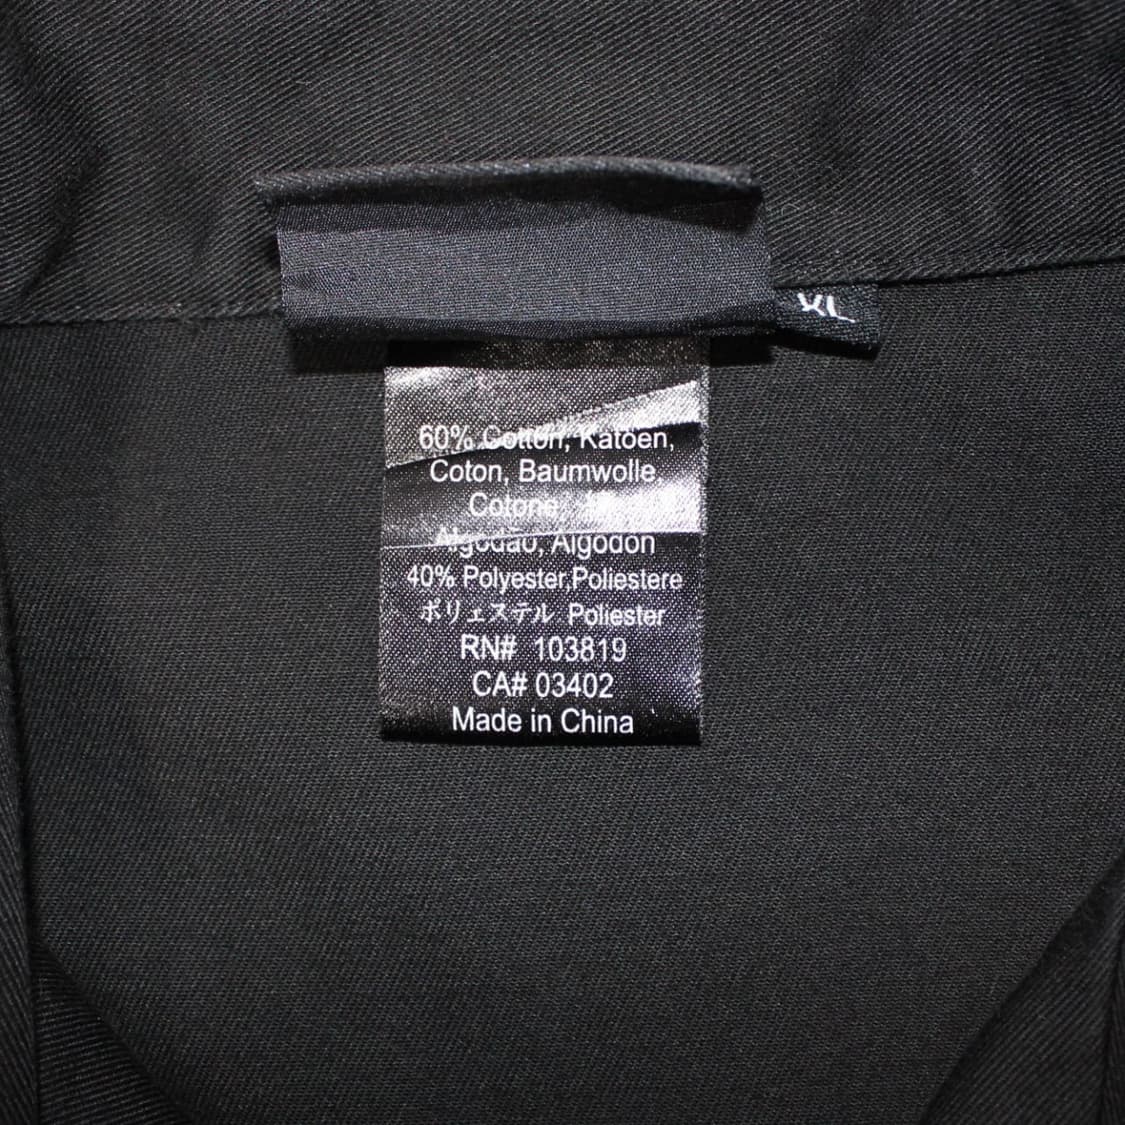 XL
60% Cotton, Katoen,
Coton, Baumwolle
Cotone
Algodão, Algodon
40% Polyester,Poliestere
ポリェステル Poliester
RN# 103819
CA# 03402
Made in China